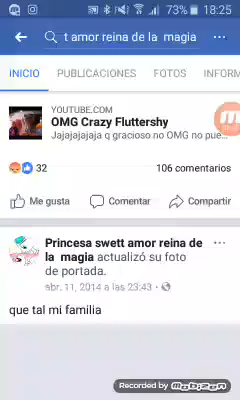 73% 18:25
t amor reina de la  magia
INICIO PUBLICACIONES FOTOS INFORM
YOUTUBE.COM
OMG Crazy Fluttershy
Jajajajajaja q gracioso no OMG no pue...
32 106 comentarios
Me gusta Comentar Compartir
Princesa swett amor reina de
la  magia actualizó su foto
de portada.
abr. 11, 2014 a las 23:43 •
que tal mi familia
Recorded by Mobizen